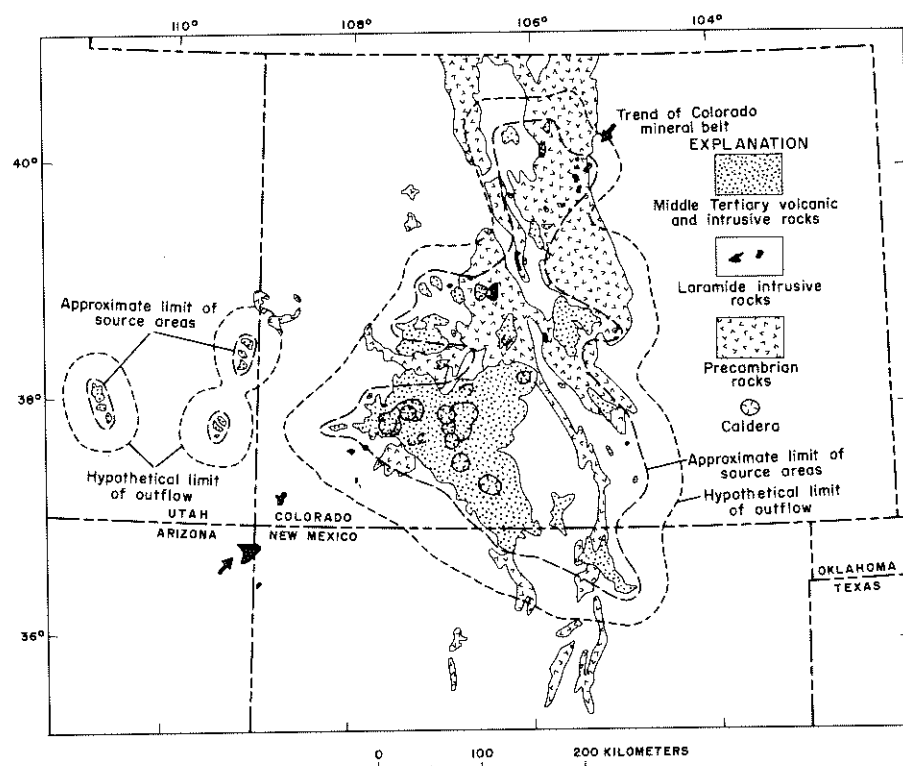 110°
108°
106°
104°
Trend of Colorado
mineral belt
EXPLANATION
40°
Middle Tertiary volcanic
and intrusive rocks
Laramide intrusive
rocks
Approximate limit of
source areas
Precambrian
rocks
38°
Caldera
Approximate limit of
source areas
Hypothetical limit
of outflow
Hypothetical limit
of outflow
UTAH
COLORADO
ARIZONA
NEW MEXICO
OKLAHOMA
TEXAS
36°
108°
106°
0 100 200 KILOMETERS